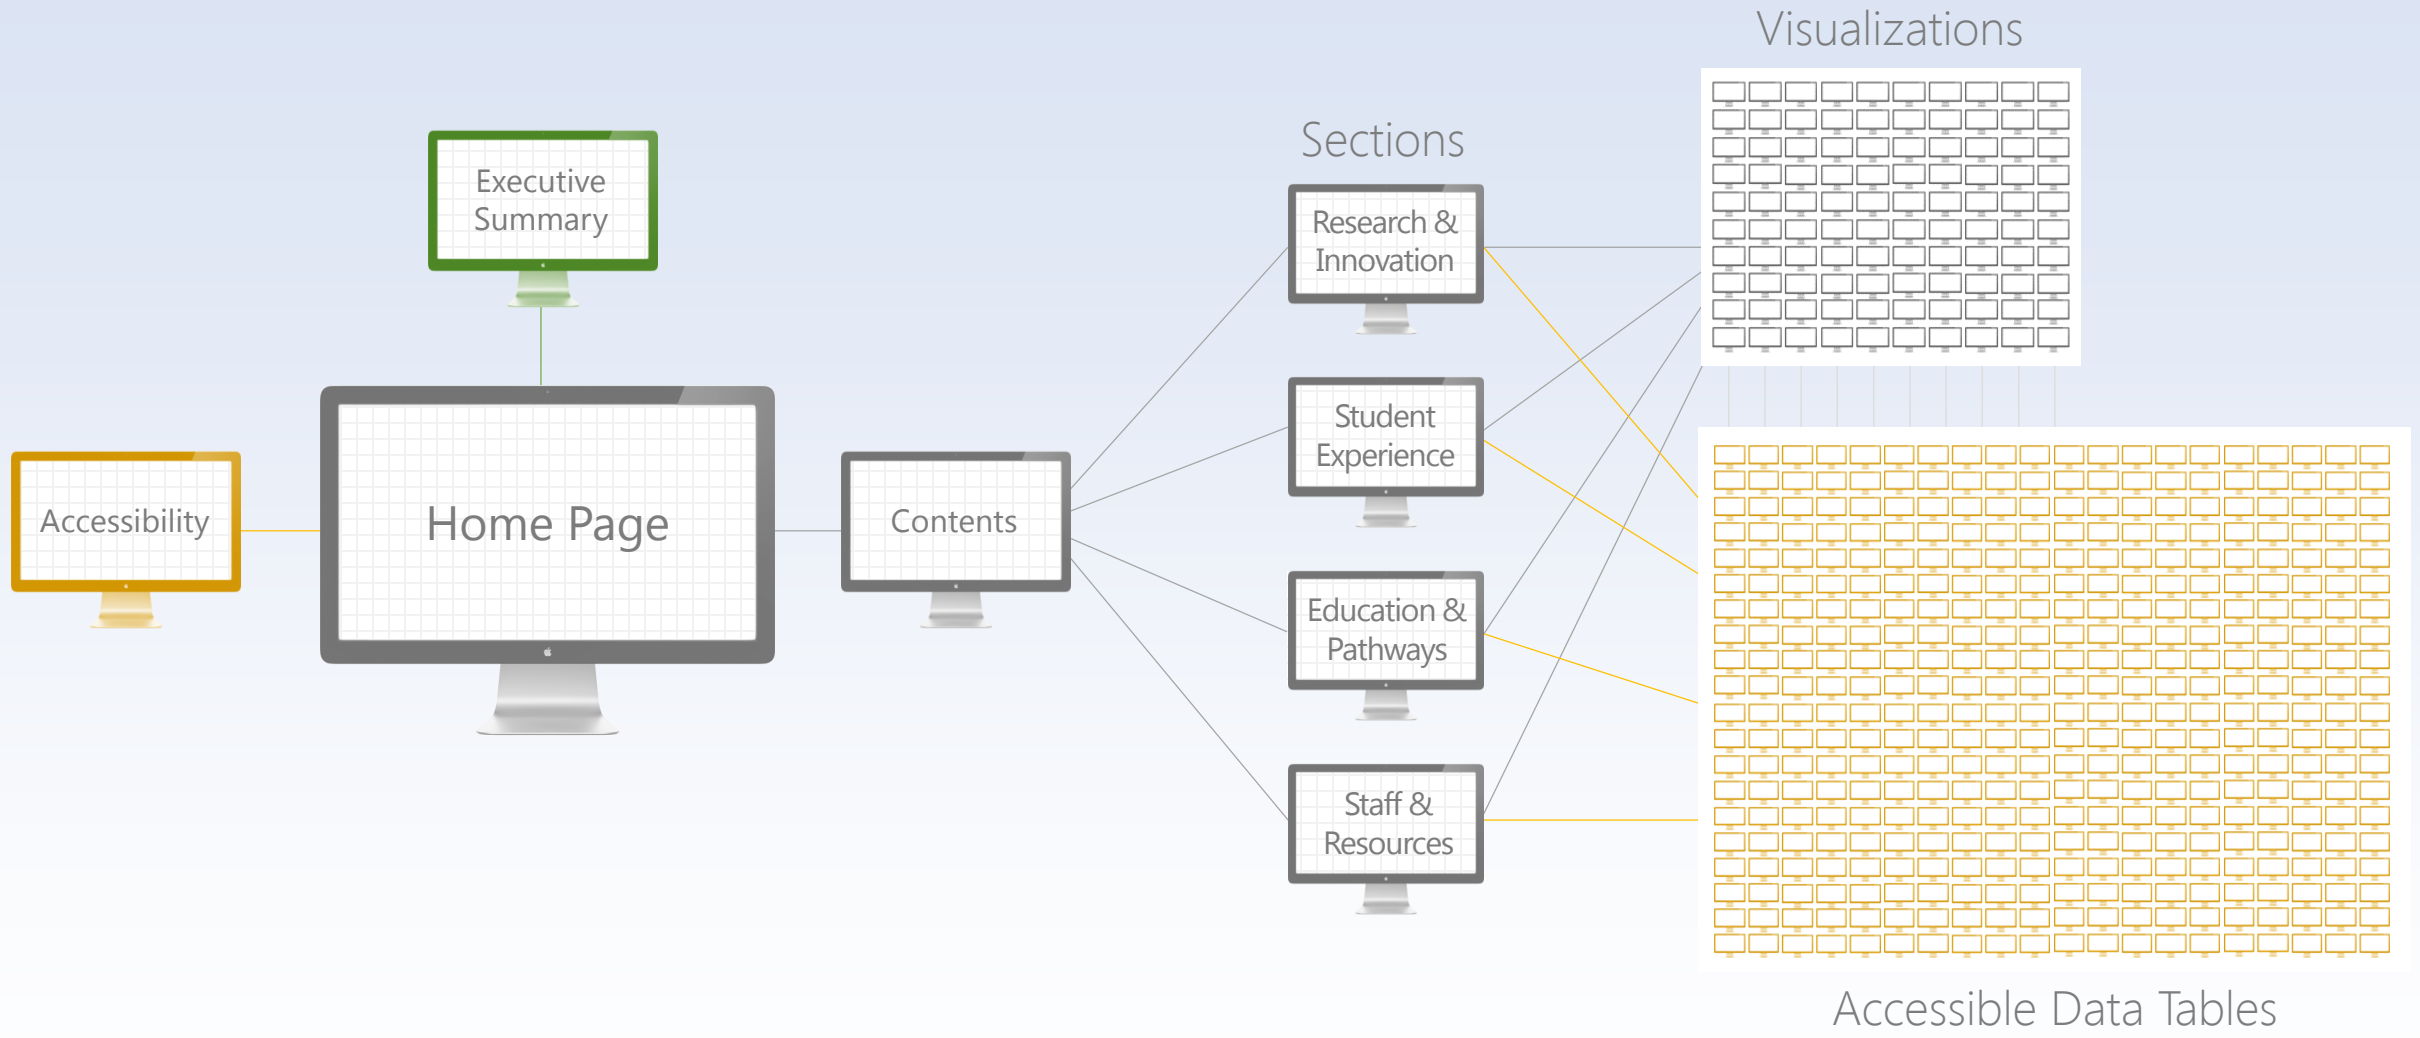 Visualizations
Sections
Executive
Summary
Research &
Innovation
Student
Experience
Accessibility
Home Page
Contents
Education &
Pathways
Staff &
Resources
Accessible Data Tables